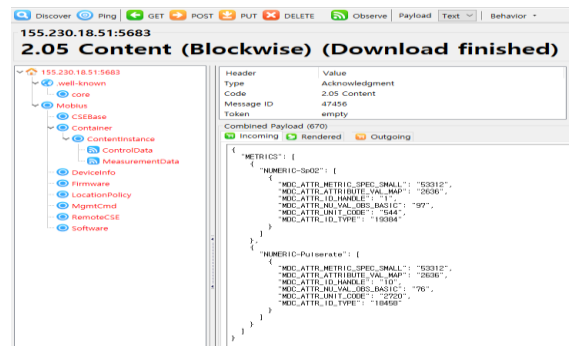 Discover Ping GET POST PUT DELETE Observe Payload Text Behavior
155.230.18.51:5683
2.05 Content (Blockwise) (Download finished)
155.230.18.51:5683
.well-known
core
Mobius
CSEBase
Container
ContentInstance
ControlData
MeasurementData
DeviceInfo
Firmware
LocationPolicy
MgmtCmd
RemoteCSE
Software
Header Value
Type Acknowledgment
Code 2.05 Content
Message ID 47456
Token empty
Combined Payload (670)
Incoming Rendered Outgoing
{
"METRICS": [
{
"NUMERIC-SpO2": [
{
"MDC_ATTR_METRIC_SPEC_SMALL": "53312",
"MDC_ATTR_ATTRIBUTE_VAL_MAP": "2636",
"MDC_ATTR_ID_HANDLE": "1",
"MDC_ATTR_NU_VAL_OBS_BASIC": "97",
"MDC_ATTR_UNIT_CODE": "544",
"MDC_ATTR_ID_TYPE": "19384"
}
]
},
{
"NUMERIC-Pulserate": [
{
"MDC_ATTR_METRIC_SPEC_SMALL": "53312",
"MDC_ATTR_ATTRIBUTE_VAL_MAP": "2636",
"MDC_ATTR_ID_HANDLE": "10",
"MDC_ATTR_NU_VAL_OBS_BASIC": "76",
"MDC_ATTR_UNIT_CODE": "2720",
"MDC_ATTR_ID_TYPE": "18458"
}
]
}
]
}